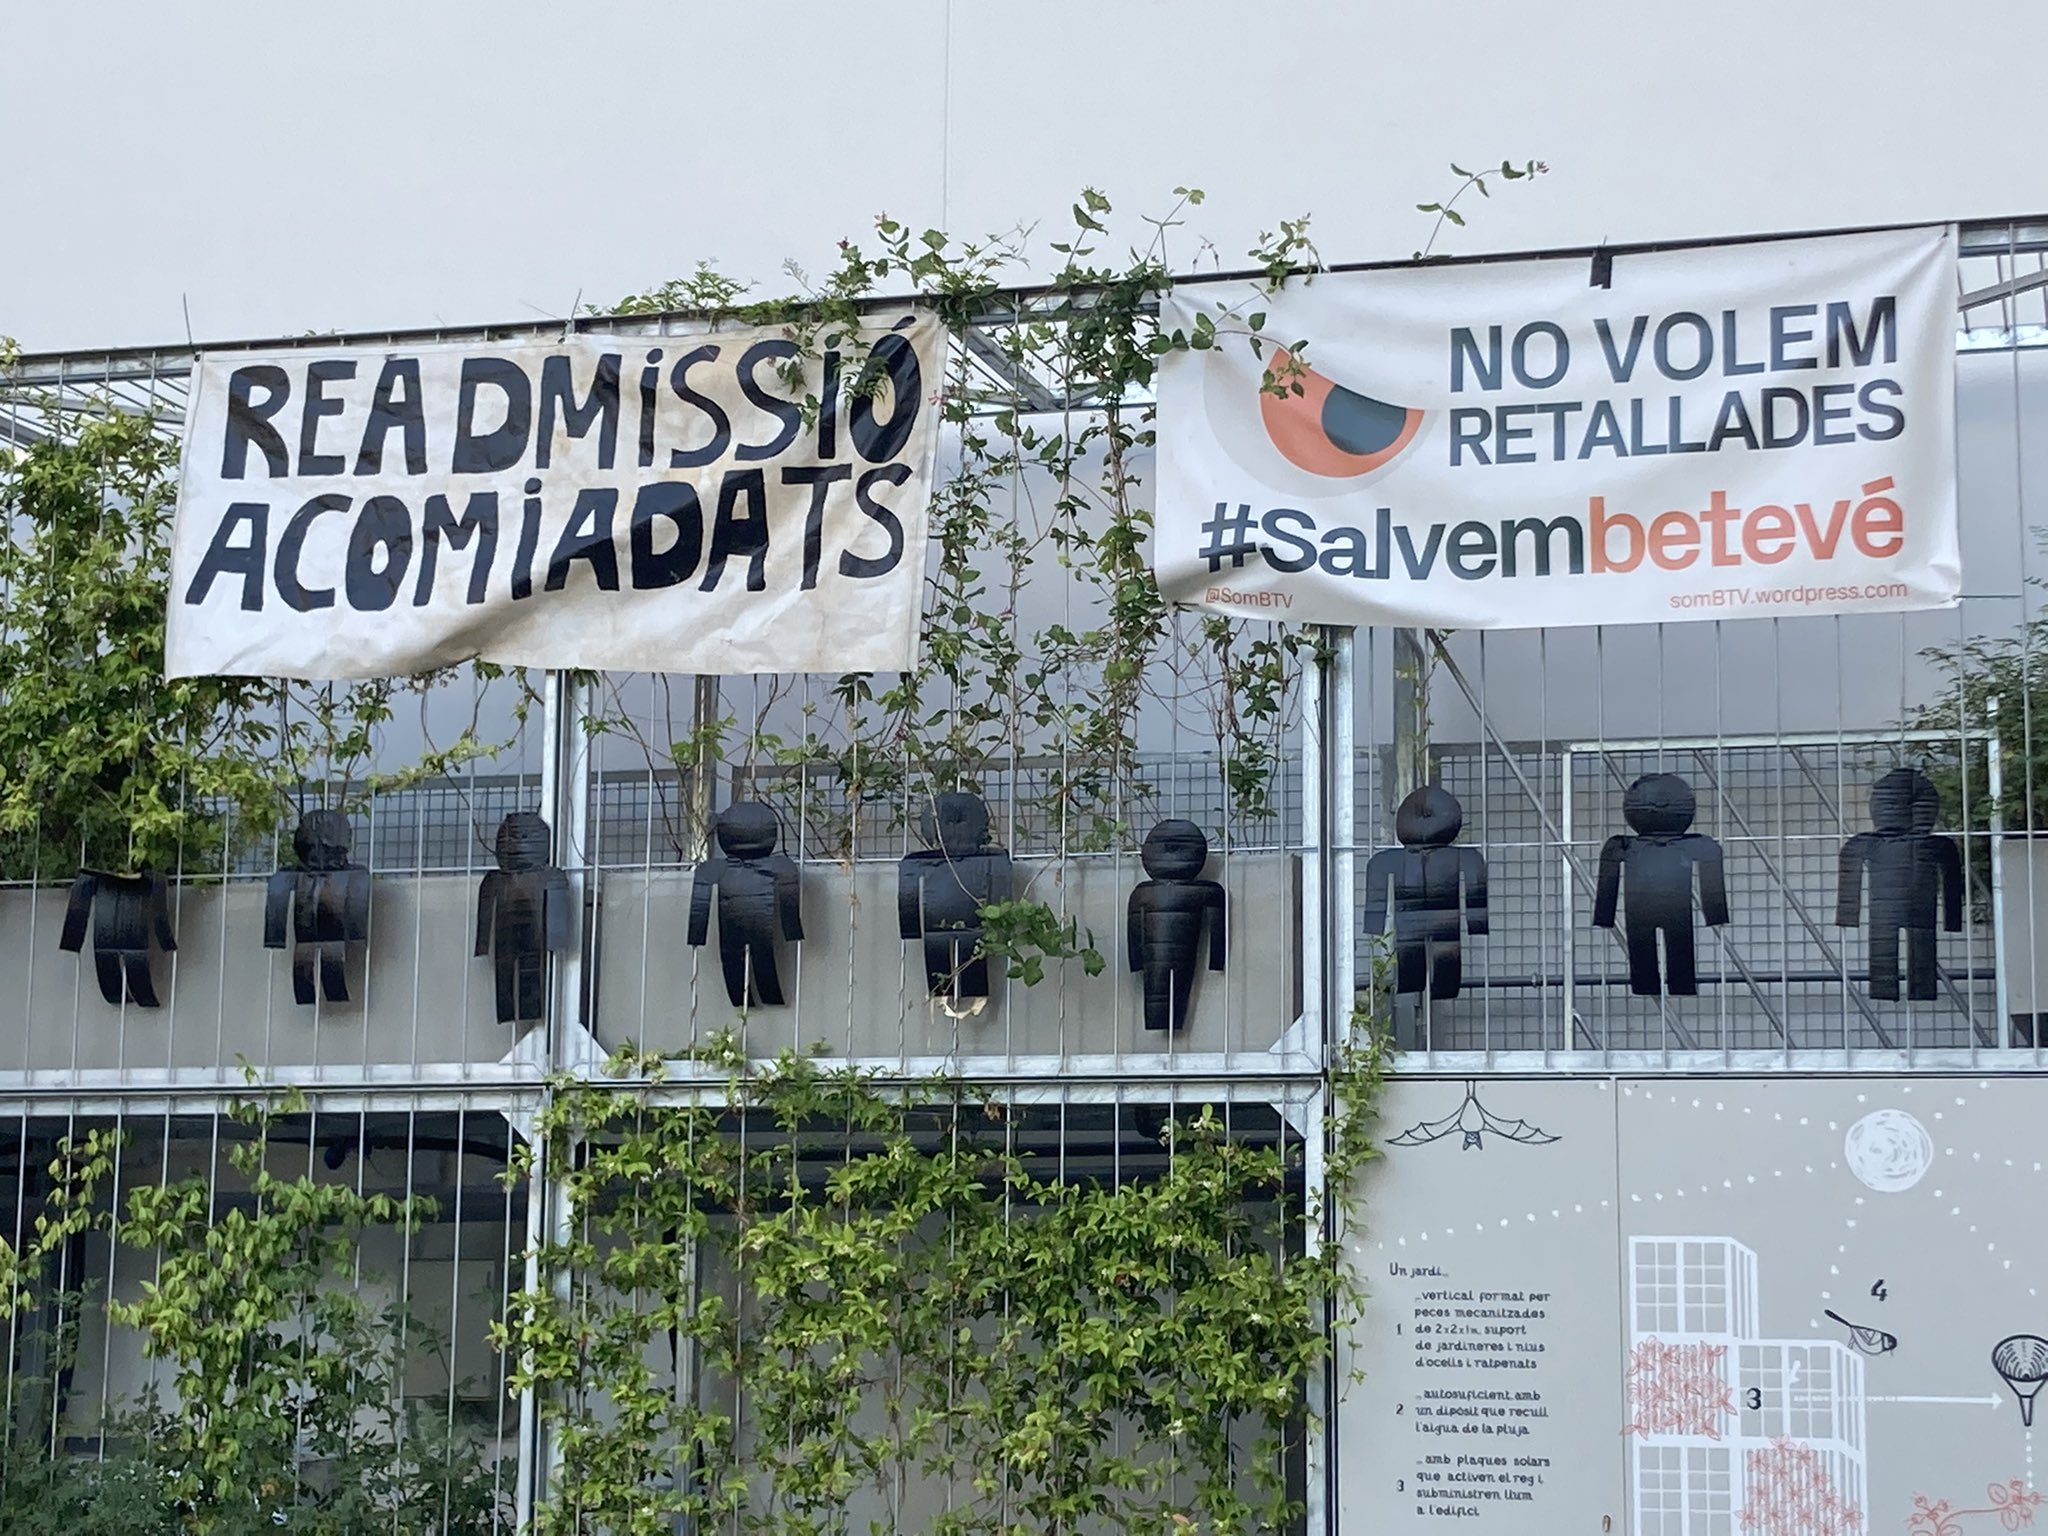 READMISSIÓ
ACOMIADATS
NO VOLEM
RETALLADES
#Salvembetevé
@SomBTV
somBTV.wordpress.com
Un jardí...
...vertical format per
peces mecanitzades
1 de 2x2x1m, suport
de jardineres i nius
d'ocells i ratpenats
...autosuficient, amb
2 un dipòsit que recull
l'aigua de la pluja
...amb plaques solars
que activen el reg i
3 subministren llum
a l'edifici
4
3